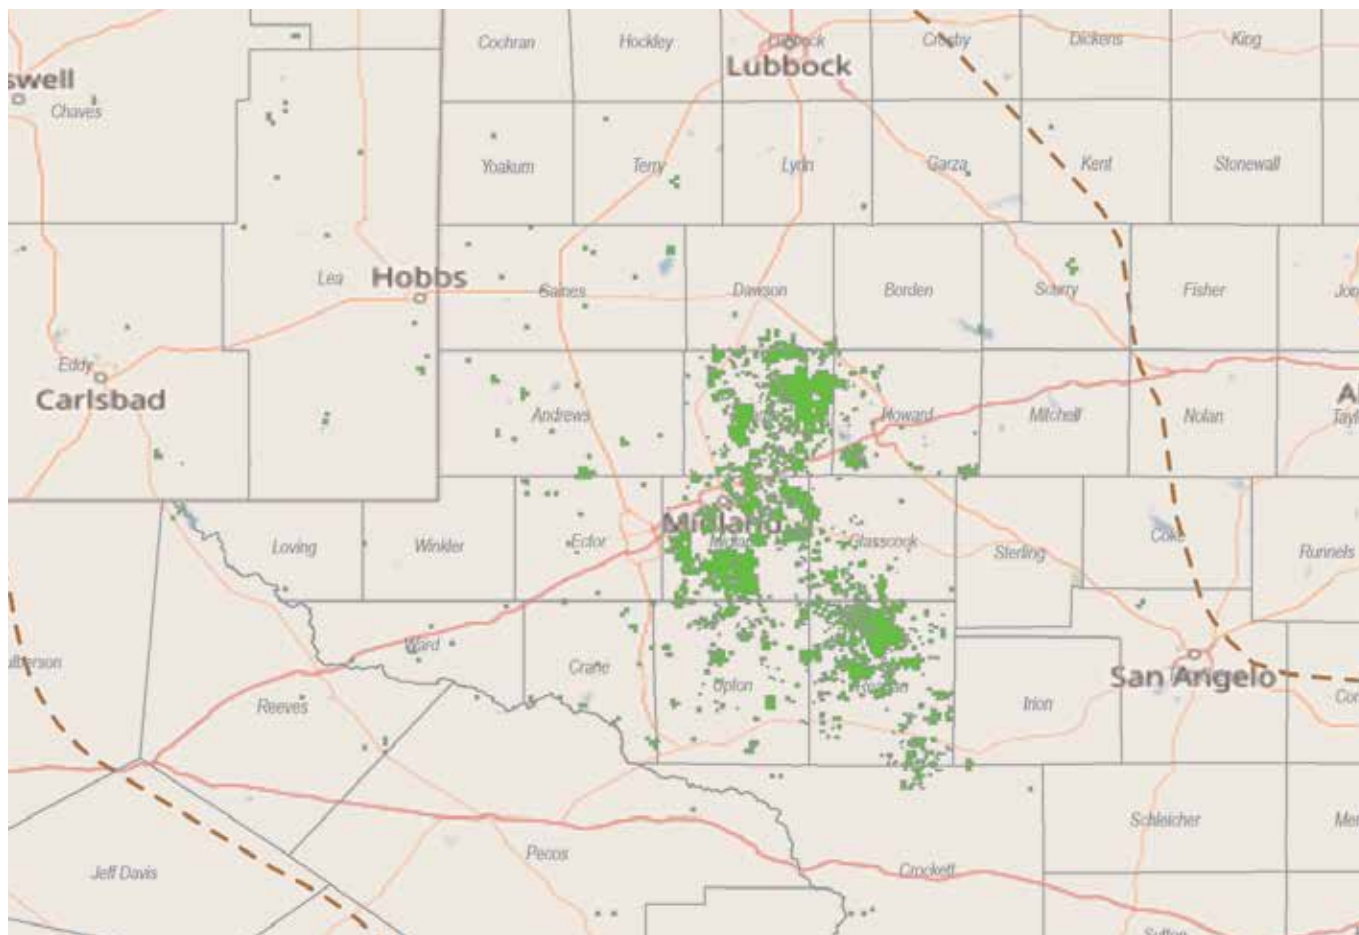 Cochran
Hockley
Lubbock
Crosby
Dickens
King
Lubbock
swell
Chaves
Yoakum
Terry
Lynn
Garza
Kent
Stonewall
Lea
Hobbs
Gaines
Dawson
Borden
Scurry
Fisher
Eddy
Carlsbad
Andrews
Howard
Mitchell
Nolan
Midland
Loving
Winkler
Ector
Glasscock
Sterling
Coke
Runnels
Ward
Crane
Upton
San Angelo
Reeves
Irion
Schleicher
Jeff Davis
Pecos
Crockett